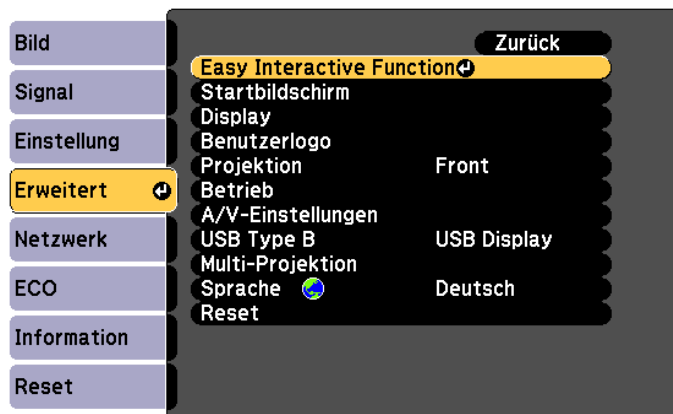 Bild
Signal
Einstellung
Erweitert
Netzwerk
ECO
Information
Reset
Zurück
Easy Interactive Function
Startbildschirm
Display
Benutzerlogo
Projektion Front
Betrieb
A/V-Einstellungen
USB Type B USB Display
Multi-Projektion
Sprache Deutsch
Reset